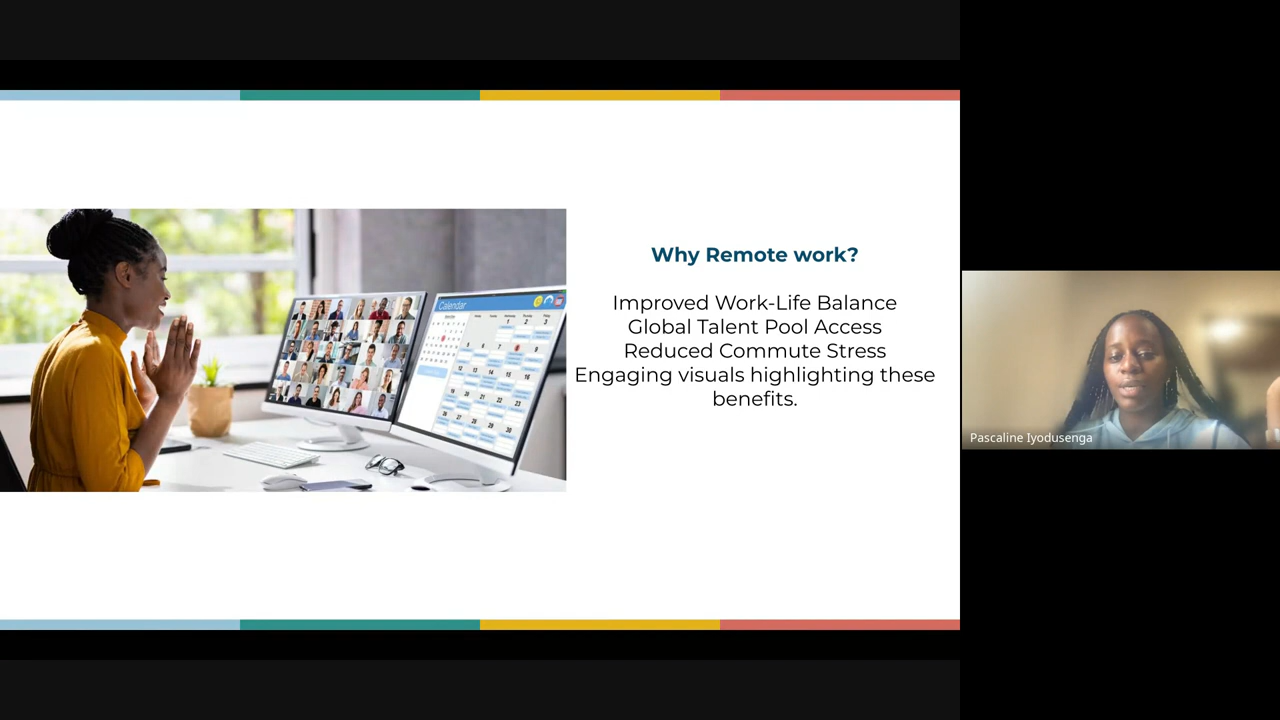 Why Remote work?
Improved Work-Life Balance
Global Talent Pool Access
Reduced Commute Stress
Engaging visuals highlighting these
benefits.
Calendar
Pascaline Iyodusenga